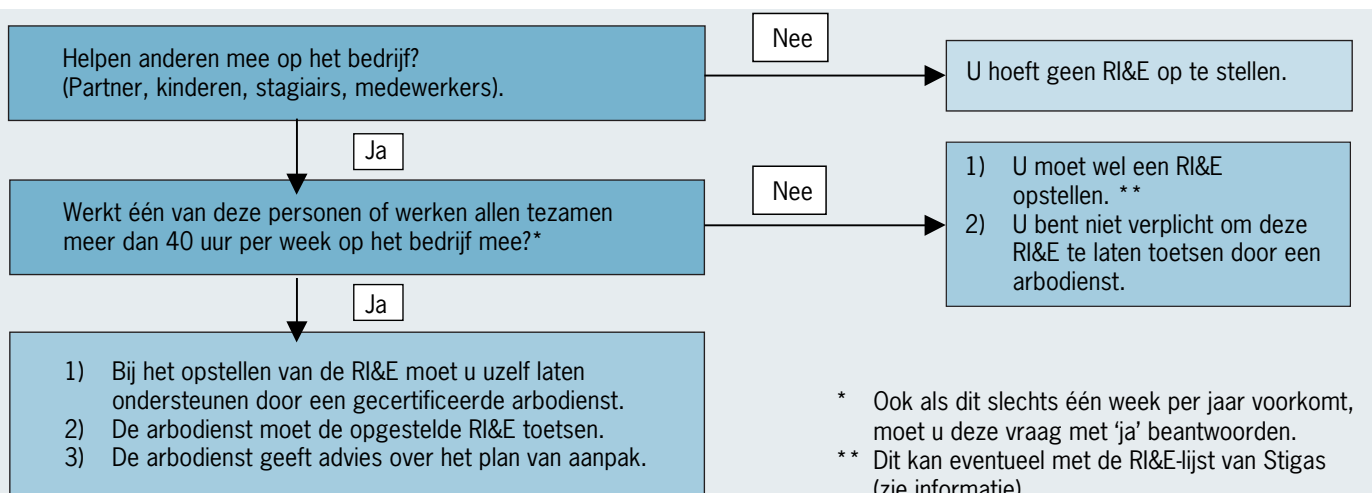 Helpen anderen mee op het bedrijf?
(Partner, kinderen, stagiairs, medewerkers).
Nee
U hoeft geen RI&E op te stellen.
Ja
Werkt één van deze personen of werken allen tezamen
meer dan 40 uur per week op het bedrijf mee?*
Nee
1) U moet wel een RI&E
opstellen. **
2) U bent niet verplicht om deze
RI&E te laten toetsen door een
arbodienst.
Ja
1) Bij het opstellen van de RI&E moet u uzelf laten
ondersteunen door een gecertificeerde arbodienst.
2) De arbodienst moet de opgestelde RI&E toetsen.
3) De arbodienst geeft advies over het plan van aanpak.
* Ook als dit slechts één week per jaar voorkomt,
moet u deze vraag met ‘ja’ beantwoorden.
** Dit kan eventueel met de RI&E-lijst van Stigas
(zie informatie)